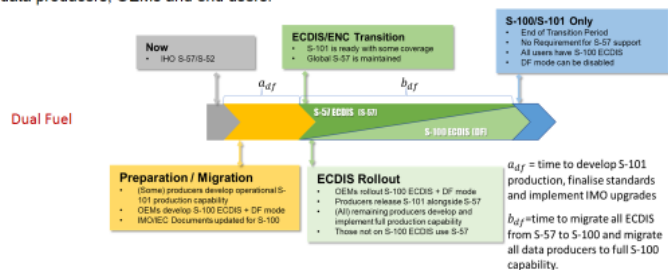 data producers, OEMs and end users.
S-100/S-101 Only
• End of Transition Period
• No Requirement for S-57 support
• All users have S-100 ECDIS
• DF mode can be disabled
ECDIS/ENC Transition
• S-101 is ready with some coverage
• Global S-57 is maintained
Now
• IHO S-57/S-52
a_df
b_df
Dual Fuel
S-57 ECDIS (S-57)
S-100 ECDIS (DF)
Preparation / Migration
• (Some) producers develop operational S-
101 production capability
• OEMs develop S-100 ECDIS + DF mode
• IMO/IEC Documents updated for S-100
ECDIS Rollout
• OEMs rollout S-100 ECDIS + DF mode
• Producers release S-101 alongside S-57
• (All) remaining producers develop and
implement full production capability
• Those not on S-100 ECDIS use S-57
a_df = time to develop S-101
production, finalise standards
and implement IMO upgrades
b_df=time to migrate all ECDIS
from S-57 to S-100 and migrate
all data producers to full S-100
capability.